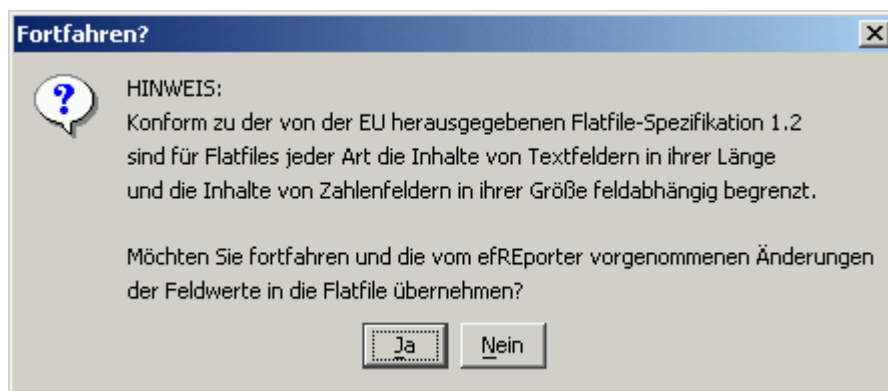 Fortfahren?
HINWEIS:
Konform zu der von der EU herausgegebenen Flatfile-Spezifikation 1.2
sind für Flatfiles jeder Art die Inhalte von Textfeldern in ihrer Länge
und die Inhalte von Zahlenfeldern in ihrer Größe feldabhängig begrenzt.
Möchten Sie fortfahren und die vom efREporter vorgenommenen Änderungen
der Feldwerte in die Flatfile übernehmen?
Ja Nein